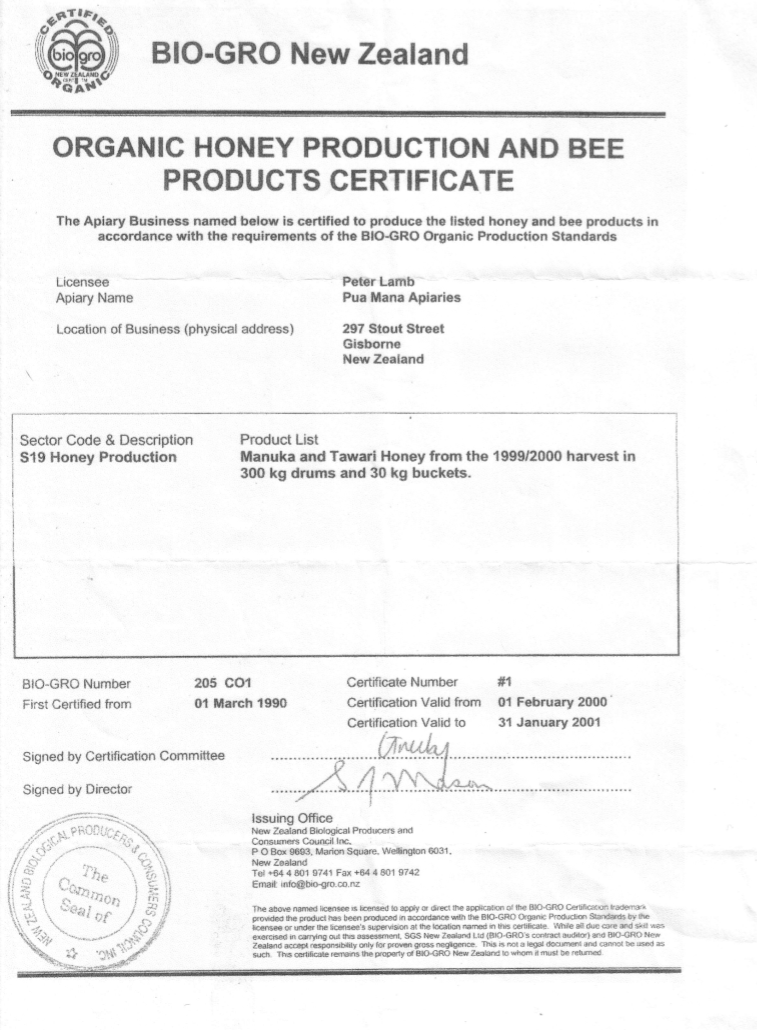 CERTIFIED
bio gro
NEW ZEALAND
ORGANIC
BIO-GRO New Zealand
ORGANIC HONEY PRODUCTION AND BEE
PRODUCTS CERTIFICATE
The Apiary Business named below is certified to produce the listed honey and bee products in
accordance with the requirements of the BIO-GRO Organic Production Standards
Licensee Peter Lamb
Apiary Name Pua Mana Apiaries
Location of Business (physical address) 297 Stout Street
Gisborne
New Zealand
Sector Code & Description Product List
S19 Honey Production Manuka and Tawari Honey from the 1999/2000 harvest in
300 kg drums and 30 kg buckets.
BIO-GRO Number 205 CO1 Certificate Number #1
First Certified from 01 March 1990 Certification Valid from 01 February 2000
Certification Valid to 31 January 2001
Signed by Certification Committee
Signed by Director S J Mason
Issuing Office
New Zealand Biological Producers and
Consumers Council Inc.
P O Box 9693, Marion Square, Wellington 6031,
New Zealand
Tel +64 4 801 9741 Fax +64 4 801 9742
Email: info@bio-gro.co.nz
NEW ZEALAND BIOLOGICAL PRODUCERS & CONSUMERS COUNCIL INC.
The
Common
Seal of
The above named licensee is licensed to apply or direct the application of the BIO-GRO Certification trademark
provided the product has been produced in accordance with the BIO-GRO Organic Production Standards by the
licensee or under the licensee's supervision at the location named in this certificate. While all due care and skill was
exercised in carrying out this assessment, SGS New Zealand Ltd (BIO-GRO's contract auditor) and BIO-GRO New
Zealand accept responsibility only for proven gross negligence. This is not a legal document and cannot be used as
such. This certificate remains the property of BIO-GRO New Zealand to whom it must be returned.